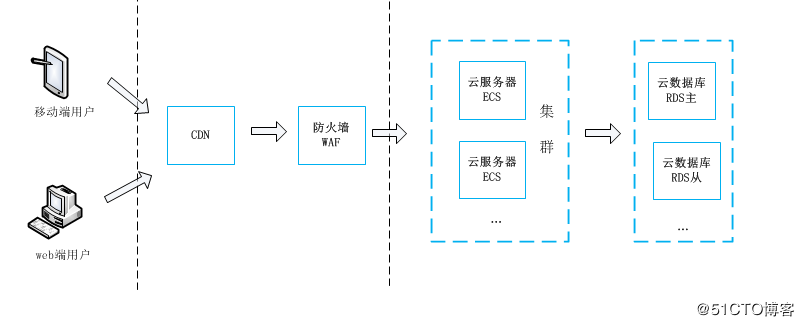 移动端用户
web端用户
CDN
防火墙
WAF
云服务器
ECS
云服务器
ECS
...
集
群
云数据库
RDS主
云数据库
RDS从
...
@51CTO博客